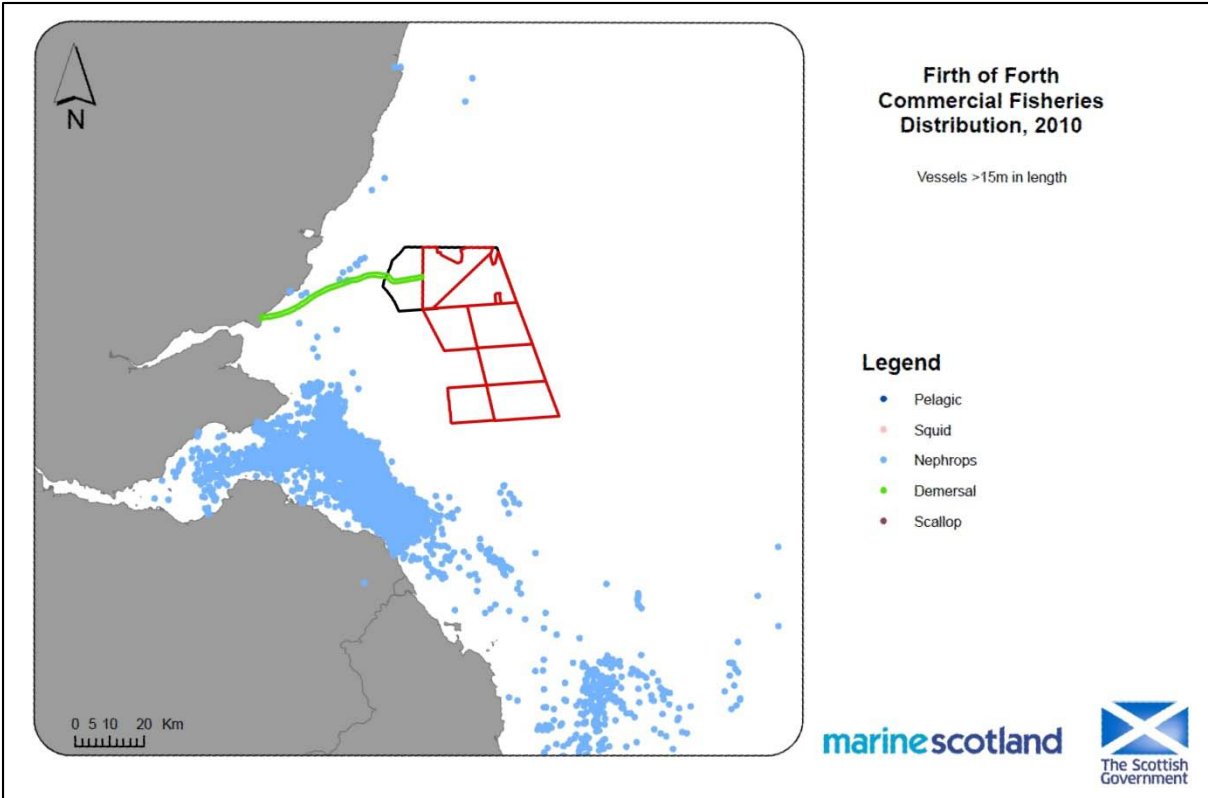 N
0 5 10 20 Km
Firth of Forth
Commercial Fisheries
Distribution, 2010
Vessels >15m in length
Legend
Pelagic
Squid
Nephrops
Demersal
Scallop
marinescotland
The Scottish
Government